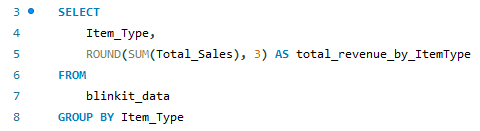 3 SELECT
4 Item_Type,
5 ROUND(SUM(Total_Sales), 3) AS total_revenue_by_ItemType
6 FROM
7 blinkit_data
8 GROUP BY Item_Type